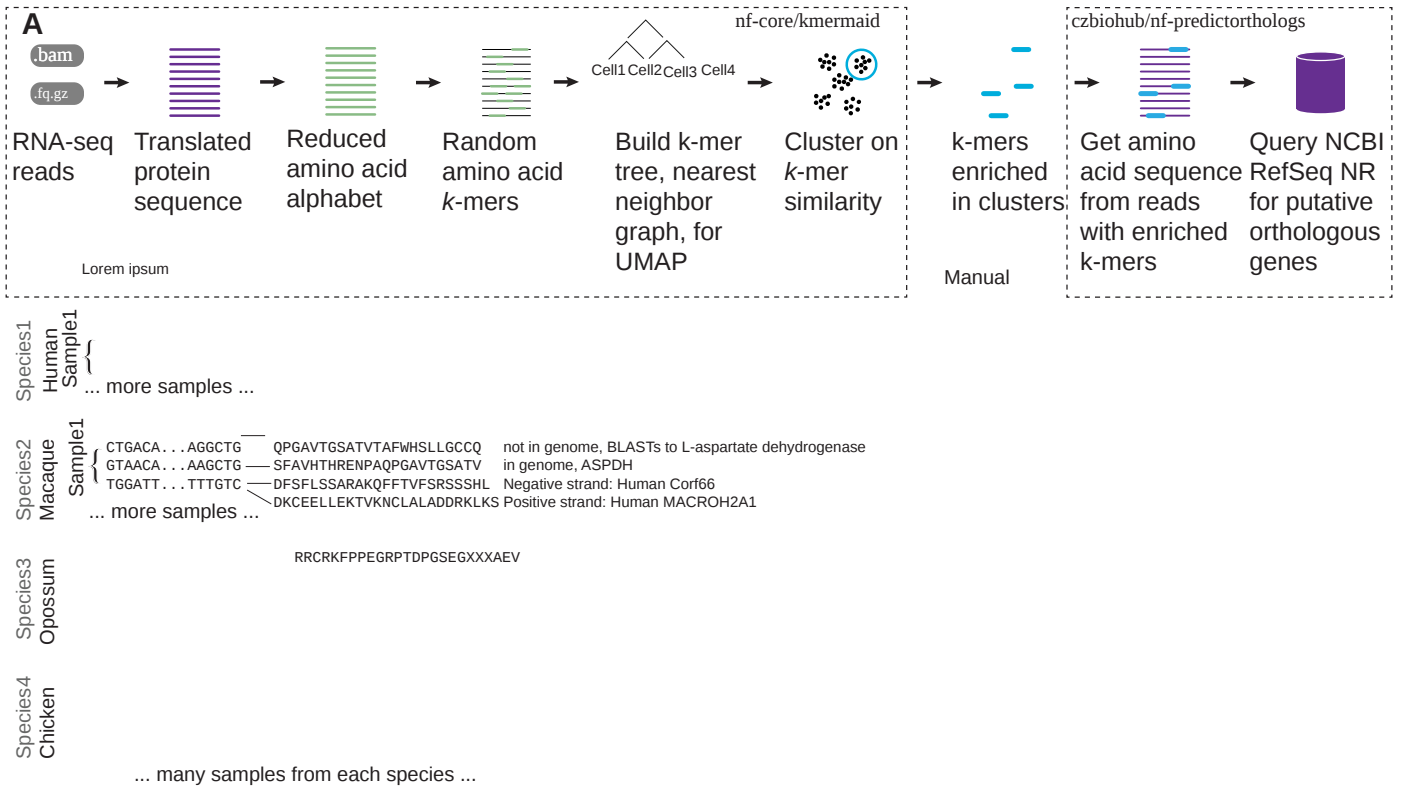 A
nf-core/kmermaid
czbiohub/nf-predictorthologs
.bam
.fq.gz
Cell1 Cell2 Cell3 Cell4
RNA-seq
reads
Translated
protein
sequence
Reduced
amino acid
alphabet
Random
amino acid
k-mers
Build k-mer
tree, nearest
neighbor
graph, for
UMAP
Cluster on
k-mer
similarity
k-mers
enriched
in clusters
Get amino
acid sequence
from reads
with enriched
k-mers
Query NCBI
RefSeq NR
for putative
orthologous
genes
Lorem ipsum
Manual
Species1
Human
Sample1
{
... more samples ...
Species2
Macaque
Sample1
{
CTGACA...AGGCTG QPGAVTGSATVTAFWHSLLGCCQ not in genome, BLASTs to L-aspartate dehydrogenase
GTAACA...AAGCTG SFAVHTHRENPAQPGAVTGSATV in genome, ASPDH
TGGATT...TTTGTC DFSFLSSARAKQFFTVFSRSSSHL Negative strand: Human Corf66
DKCEELLEKTVKNCLALADDRKLKS Positive strand: Human MACROH2A1
... more samples ...
RRCRKFPPEGRPTDPGSEGXXXAEV
Species3
Opossum
Species4
Chicken
... many samples from each species ...